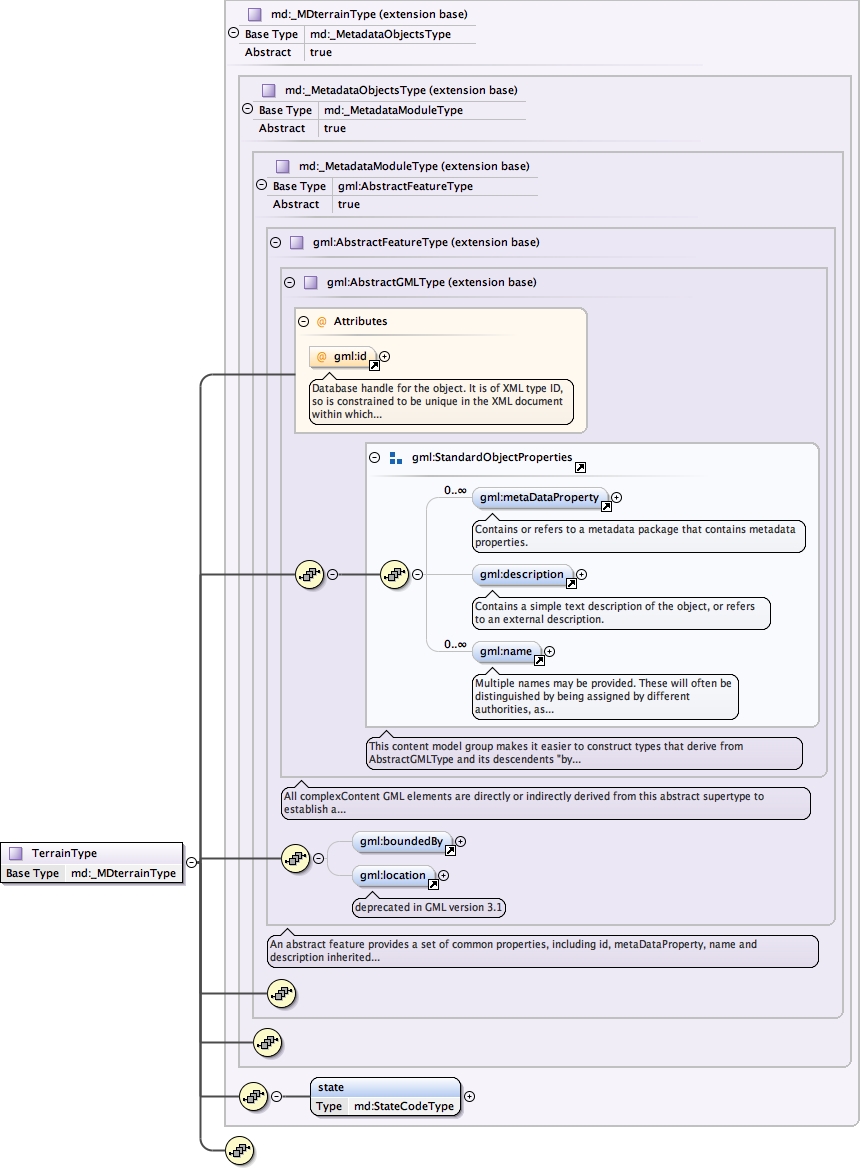 md:_MDterrainType (extension base)
Base Type md:_MetadataObjectsType
Abstract true
md:_MetadataObjectsType (extension base)
Base Type md:_MetadataModuleType
Abstract true
md:_MetadataModuleType (extension base)
Base Type gml:AbstractFeatureType
Abstract true
gml:AbstractFeatureType (extension base)
gml:AbstractGMLType (extension base)
@ Attributes
@ gml:id
Database handle for the object. It is of XML type ID,
so is constrained to be unique in the XML document
within which...
gml:StandardObjectProperties
0..∞ gml:metaDataProperty
Contains or refers to a metadata package that contains metadata
properties.
gml:description
Contains a simple text description of the object, or refers
to an external description.
0..∞ gml:name
Multiple names may be provided. These will often be
distinguished by being assigned by different
authorities, as...
This content model group makes it easier to construct types that derive from
AbstractGMLType and its descendents "by...
All complexContent GML elements are directly or indirectly derived from this abstract supertype to
establish a...
gml:boundedBy
gml:location
deprecated in GML version 3.1
TerrainType
Base Type md:_MDterrainType
An abstract feature provides a set of common properties, including id, metaDataProperty, name and
description inherited...
state
Type md:StateCodeType